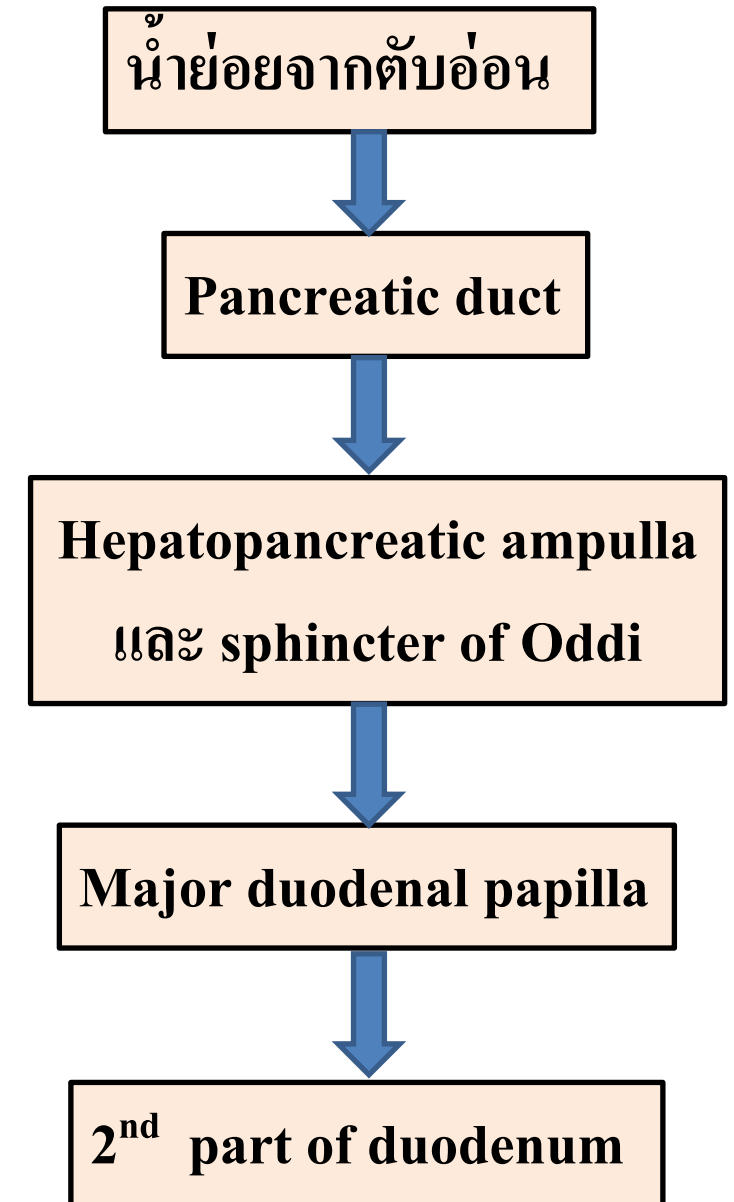 น้ำย่อยจากตับอ่อน
Pancreatic duct
Hepatopancreatic ampulla
และ sphincter of Oddi
Major duodenal papilla
2nd part of duodenum